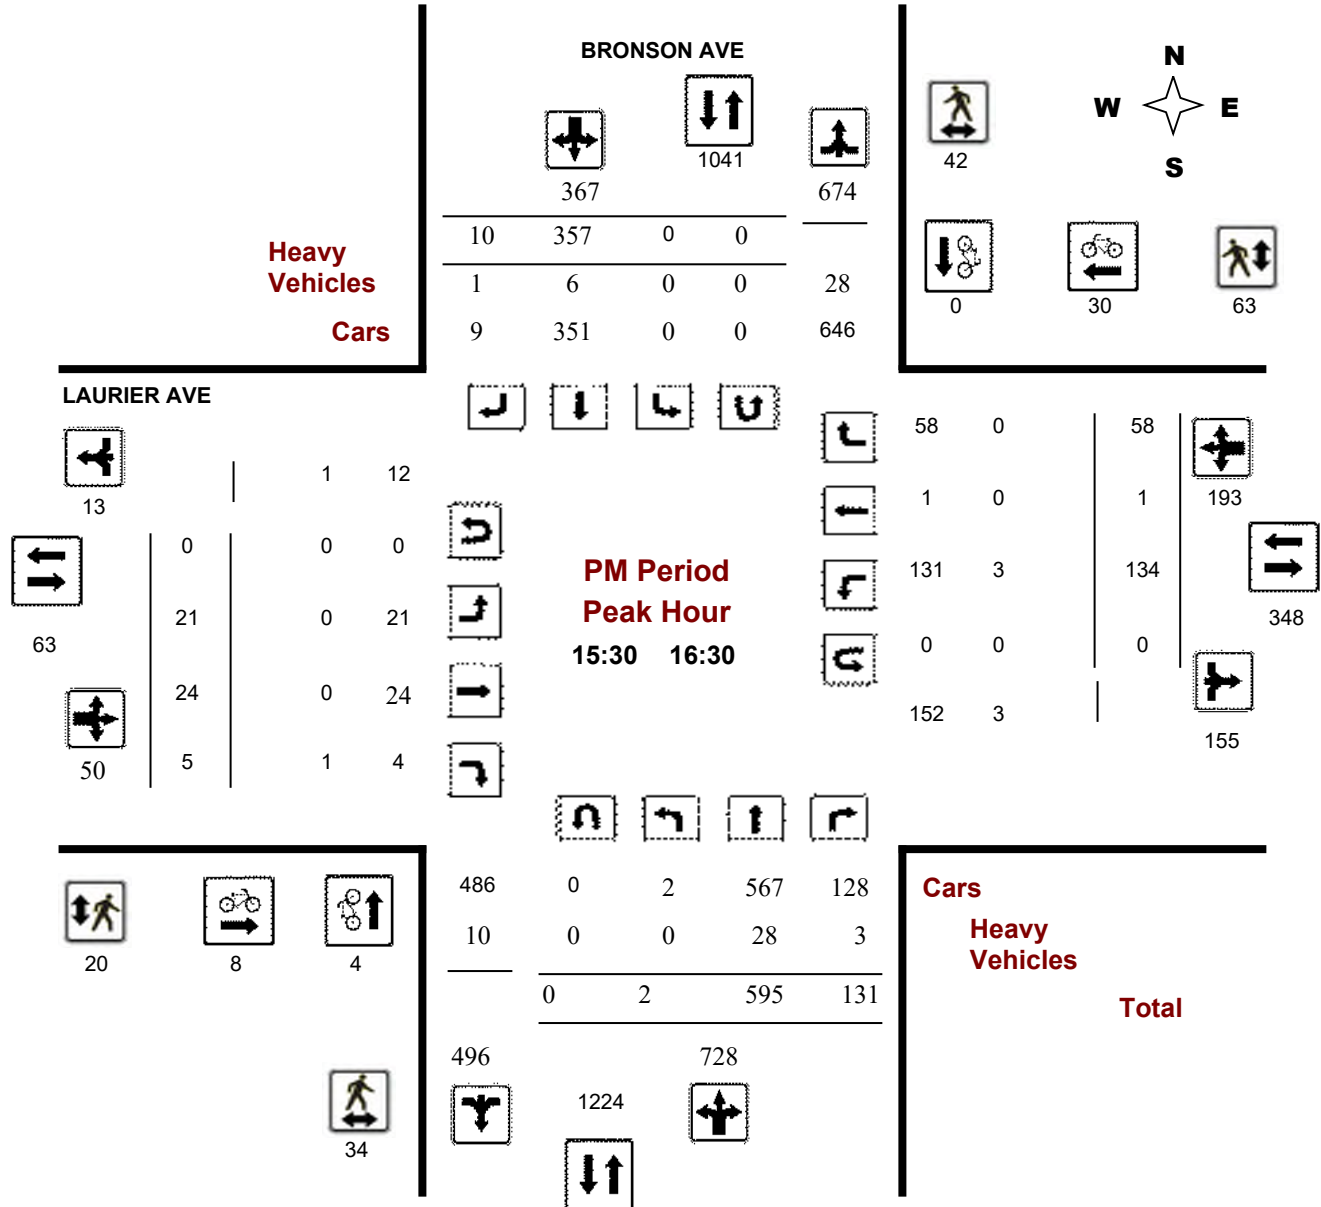 BRONSON AVE
N
W E
S
1041
42
367 674
10 357 0 0
Heavy
Vehicles 1 6 0 0 28
0 30 63
Cars 9 351 0 0 646
LAURIER AVE
58 0 58
1 12
13
1 0 1 193
0 0 0
PM Period
131 3 134
Peak Hour
21 0 21
348
63
15:30 16:30
0 0 0
24 0 24
152 3
155
50 5 1 4
486 0 2 567 128 Cars
10 0 0 28 3 Heavy
Vehicles
20 8 4
0 2 595 131 Total
496 728
1224
34